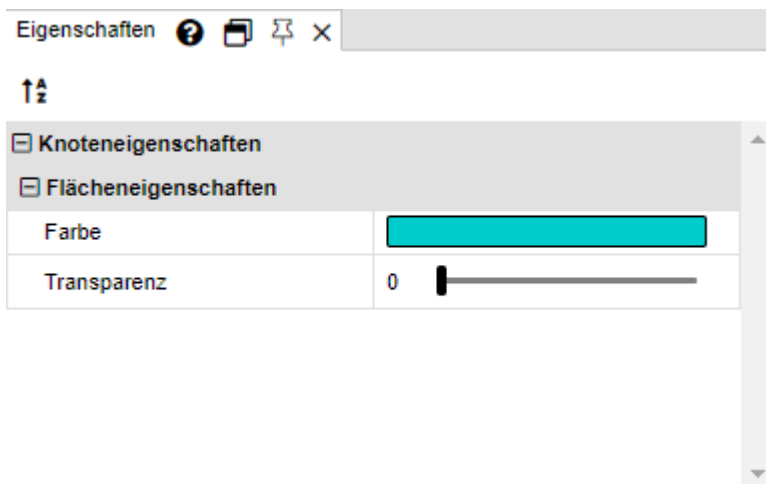 Eigenschaften
Knoteneigenschaften
Flächeneigenschaften
Farbe
Transparenz 0